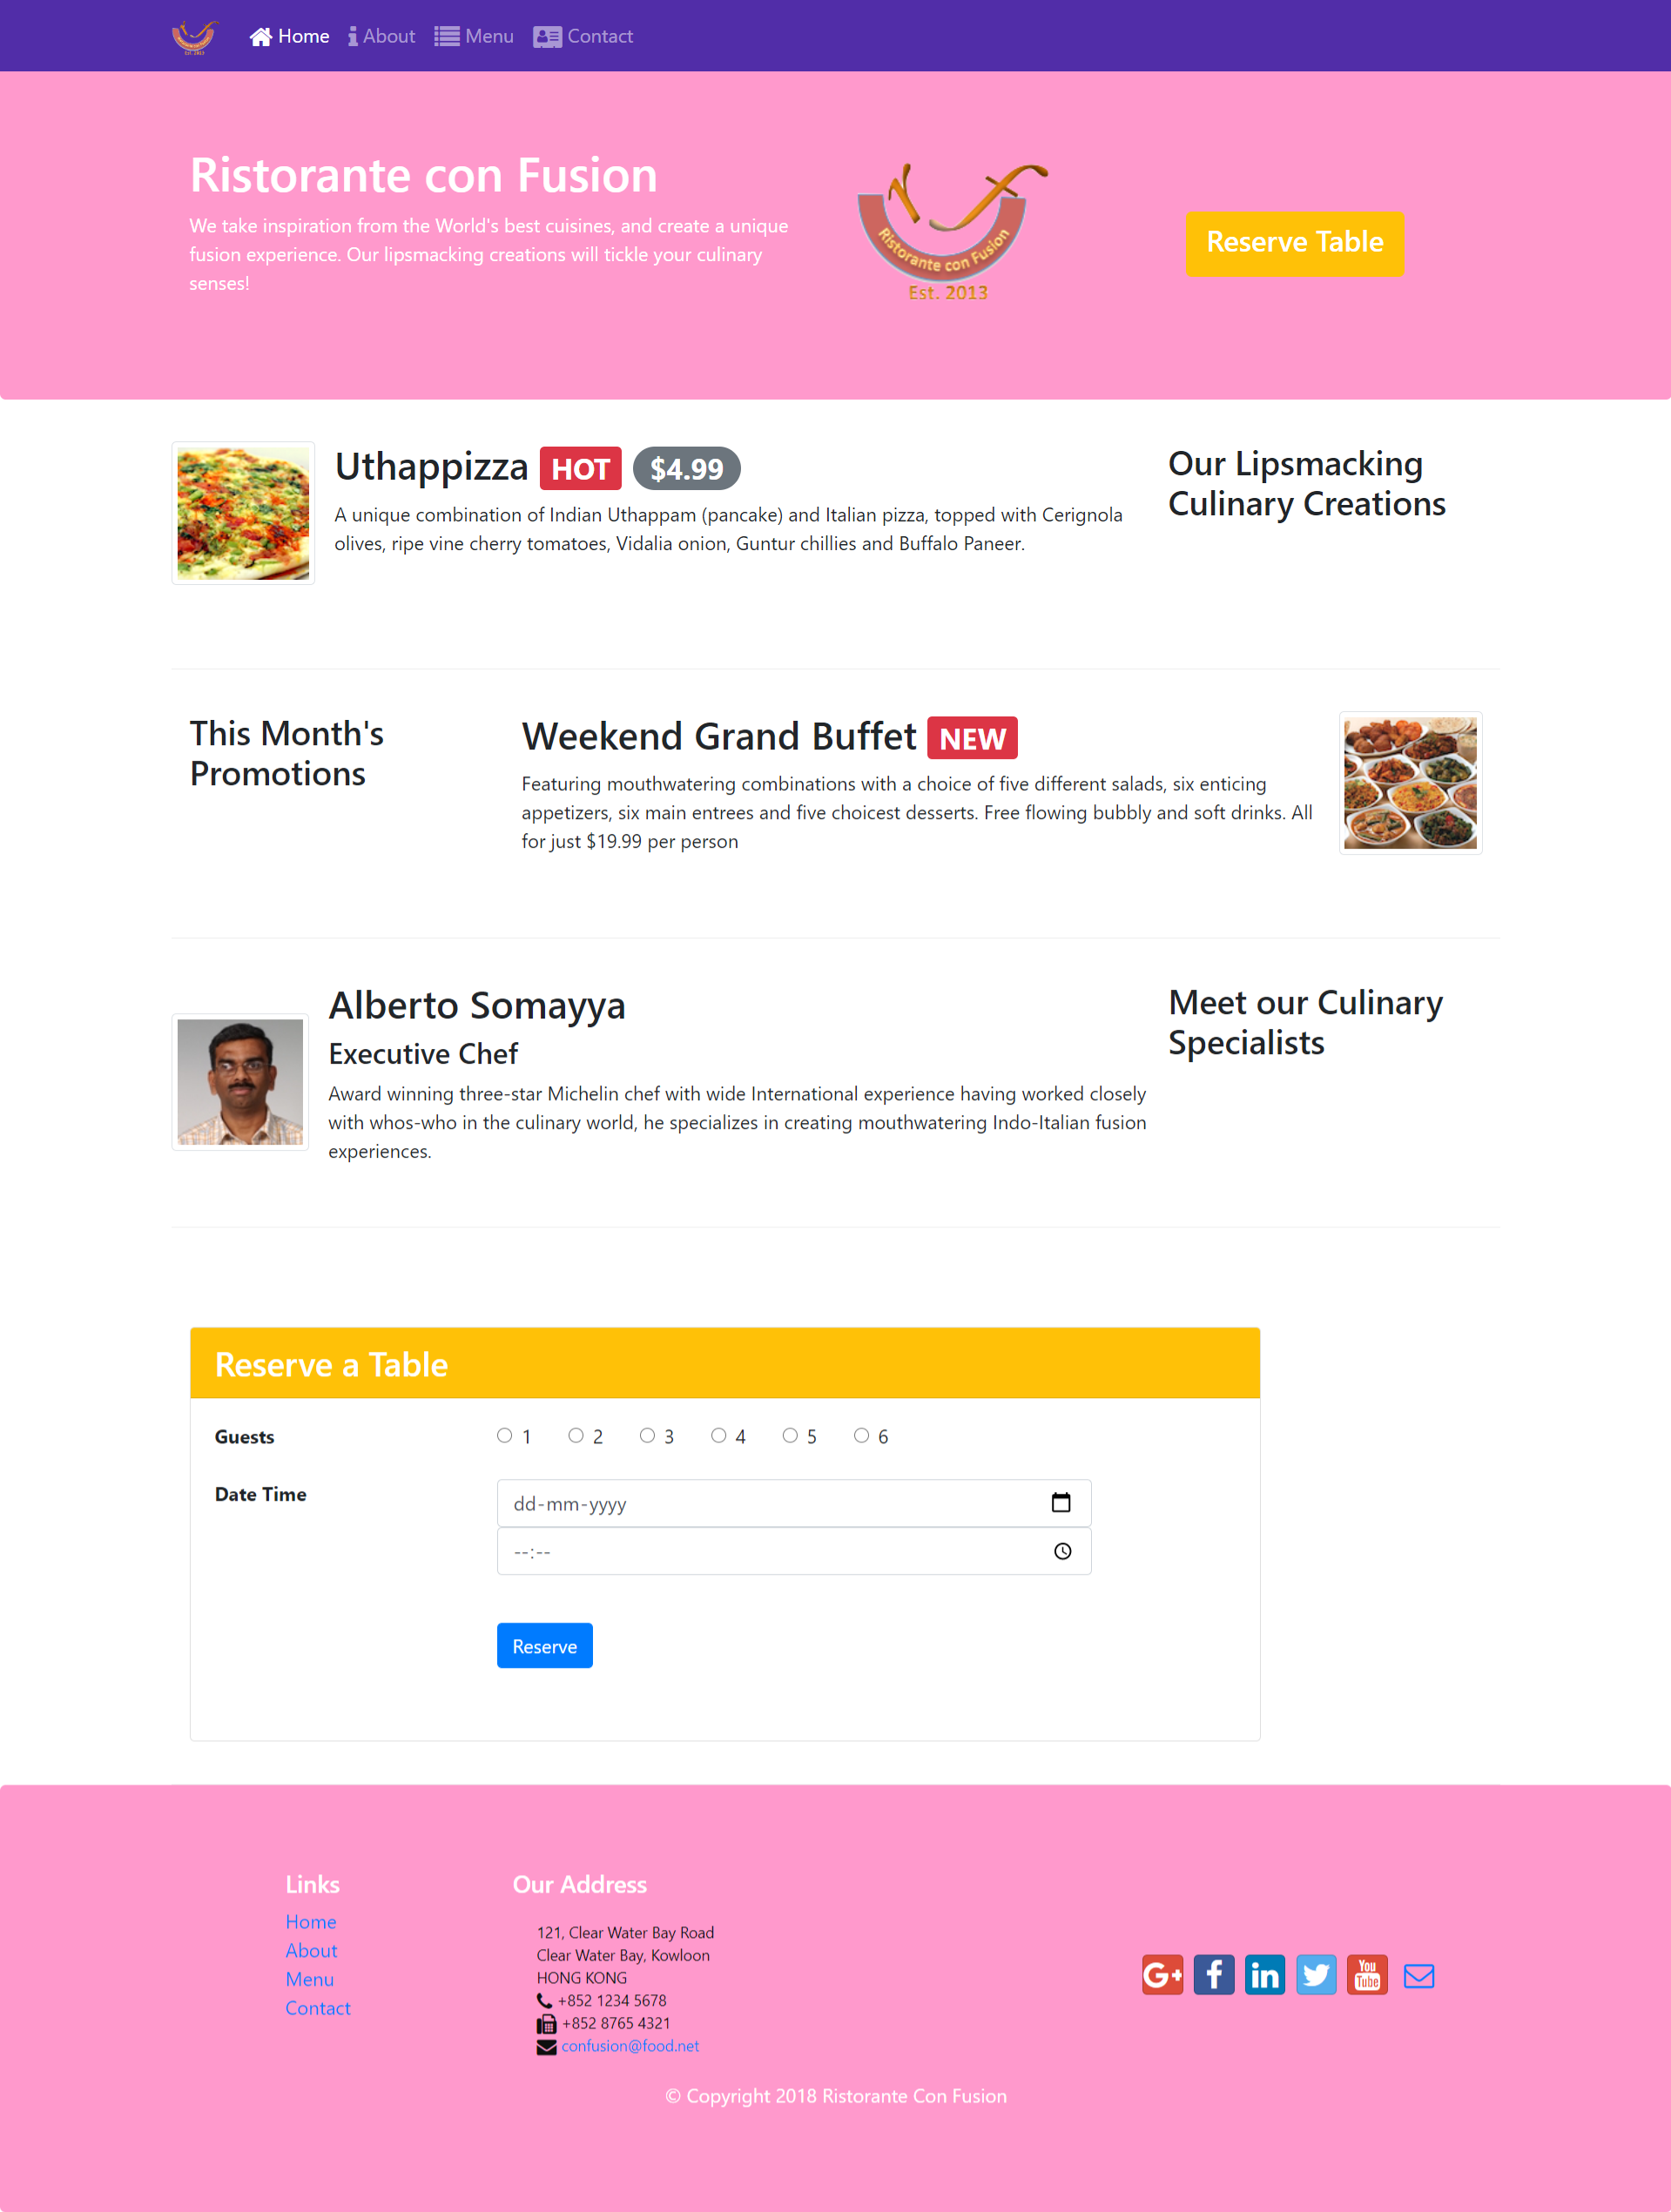 Home About Menu Contact
Ristorante con Fusion
We take inspiration from the World's best cuisines, and create a unique
fusion experience. Our lipsmacking creations will tickle your culinary
senses!
Ristorante con Fusion
Est. 2013
Reserve Table
Uthappizza HOT $4.99
A unique combination of Indian Uthappam (pancake) and Italian pizza, topped with Cerignola
olives, ripe vine cherry tomatoes, Vidalia onion, Guntur chillies and Buffalo Paneer.
Our Lipsmacking
Culinary Creations
This Month's
Promotions
Weekend Grand Buffet NEW
Featuring mouthwatering combinations with a choice of five different salads, six enticing
appetizers, six main entrees and five choicest desserts. Free flowing bubbly and soft drinks. All
for just $19.99 per person
Alberto Somayya
Executive Chef
Award winning three-star Michelin chef with wide International experience having worked closely
with whos-who in the culinary world, he specializes in creating mouthwatering Indo-Italian fusion
experiences.
Meet our Culinary
Specialists
Reserve a Table
Guests 1 2 3 4 5 6
Date Time
dd-mm-yyyy
--:--
Reserve
Links
Home
About
Menu
Contact
Our Address
121, Clear Water Bay Road
Clear Water Bay, Kowloon
HONG KONG
+852 1234 5678
+852 8765 4321
confusion@food.net
G+ f in You Tube
© Copyright 2018 Ristorante Con Fusion